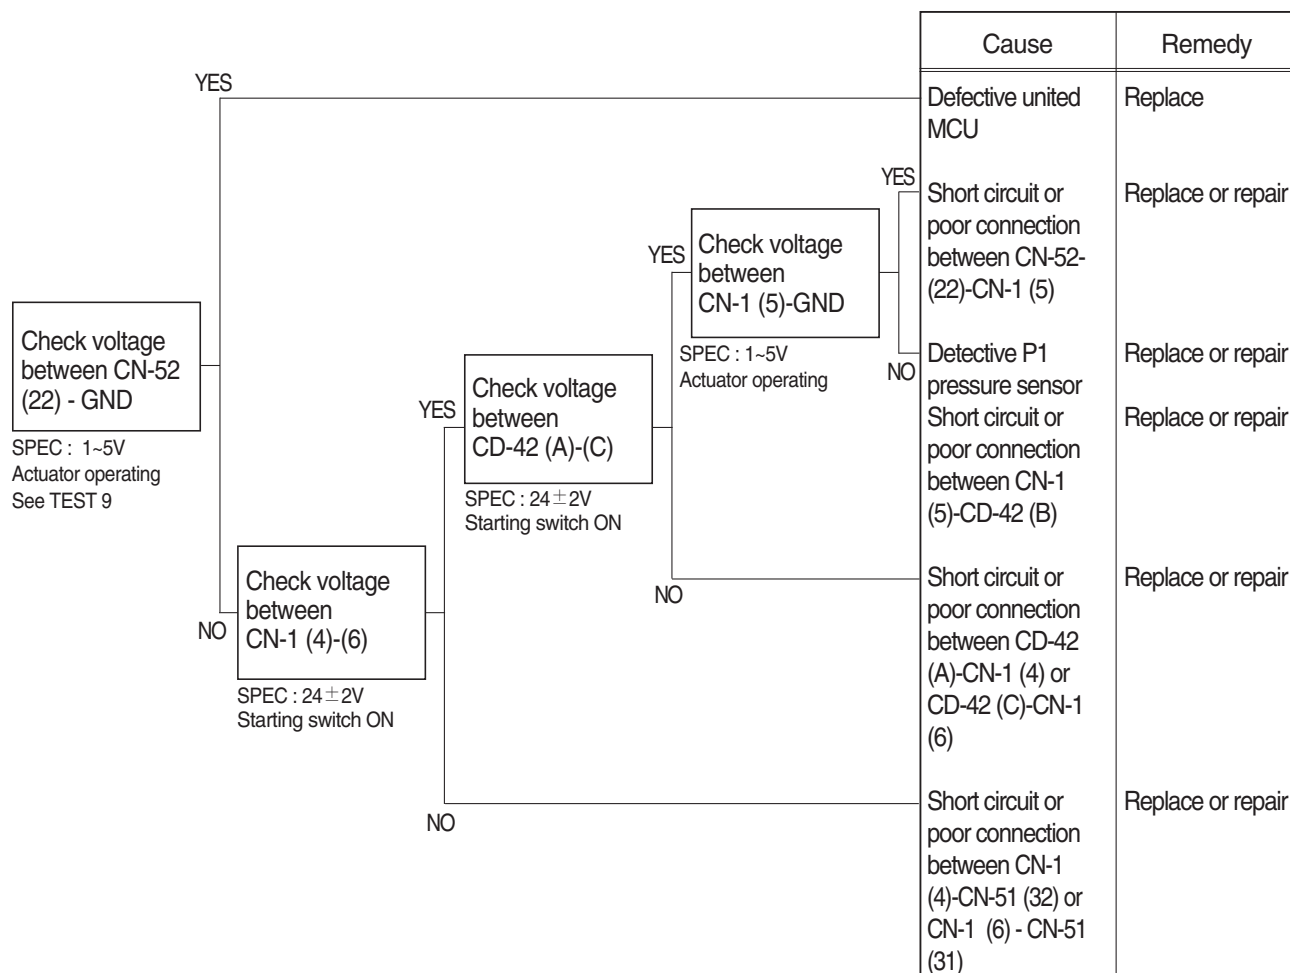 Cause
Remedy
YES
Defective united
MCU
Replace
YES
Short circuit or
poor connection
between CN-52-
(22)-CN-1 (5)
Replace or repair
YES
Check voltage
between
CN-1 (5)-GND
SPEC : 1~5V
Actuator operating
NO
Detective P1
pressure sensor
Replace or repair
Short circuit or
poor connection
between CN-1
(5)-CD-42 (B)
Replace or repair
Check voltage
between CN-52
(22) - GND
SPEC : 1~5V
Actuator operating
See TEST 9
YES
Check voltage
between
CD-42 (A)-(C)
SPEC : 24±2V
Starting switch ON
NO
Short circuit or
poor connection
between CD-42
(A)-CN-1 (4) or
CD-42 (C)-CN-1
(6)
Replace or repair
NO
Check voltage
between
CN-1 (4)-(6)
SPEC : 24±2V
Starting switch ON
NO
Short circuit or
poor connection
between CN-1
(4)-CN-51 (32) or
CN-1 (6) - CN-51
(31)
Replace or repair